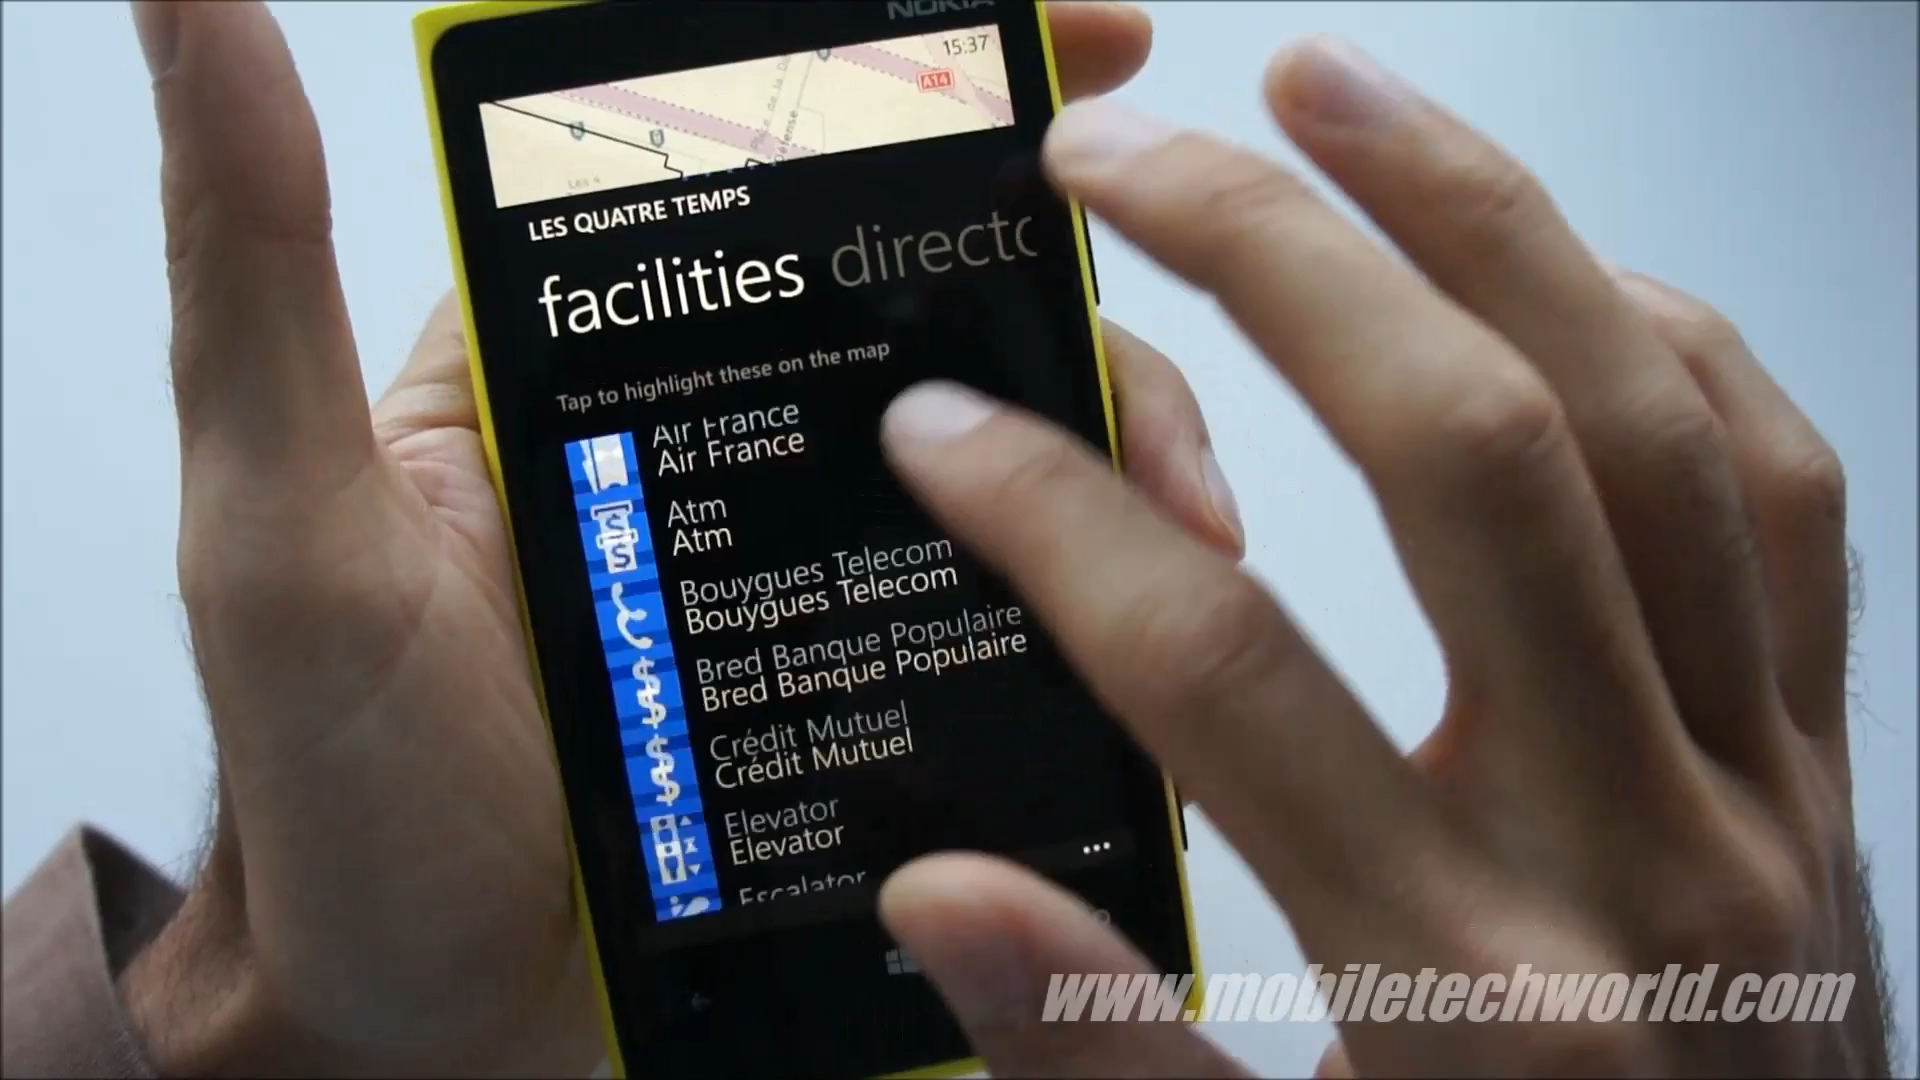 NOKIA
15:37
A14
Les 4
LES QUATRE TEMPS
facilities directo
Tap to highlight these on the map
Air France
Air France
Atm
Atm
Bouygues Telecom
Bouygues Telecom
Bred Banque Populaire
Bred Banque Populaire
Crédit Mutuel
Crédit Mutuel
Elevator
Elevator
Escalator
www.mobiletechworld.com